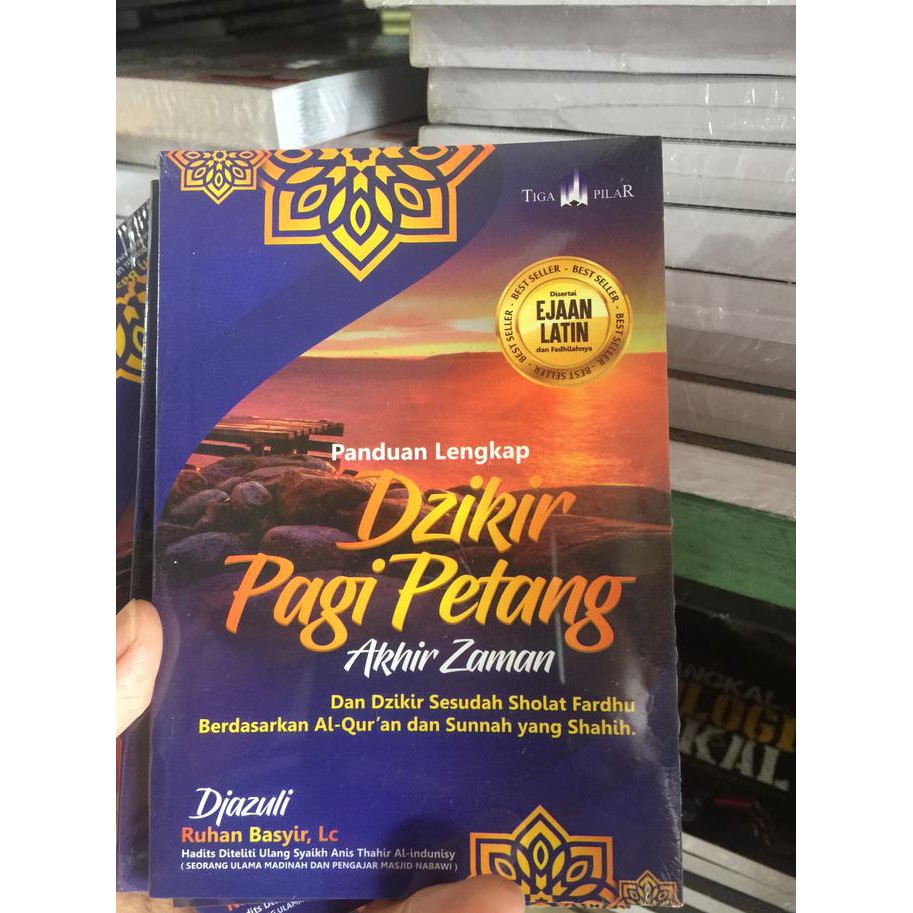 TIGA PILAR
BEST SELLER - BEST SELLER - BEST SELLER - BEST SELLER - BEST SELLER -
Disertai
EJAAN
LATIN
dan Fadhilahnya
Panduan Lengkap
Dzikir
Pagi Petang
Akhir Zaman
Dan Dzikir Sesudah Sholat Fardhu
Berdasarkan Al-Qur'an dan Sunnah yang Shahih.
Djazuli
Ruhan Basyir, Lc
Hadits Diteliti Ulang Syaikh Anis Thahir Al-indunisy
( SEORANG ULAMA MADINAH DAN PENGAJAR MASJID NABAWI )